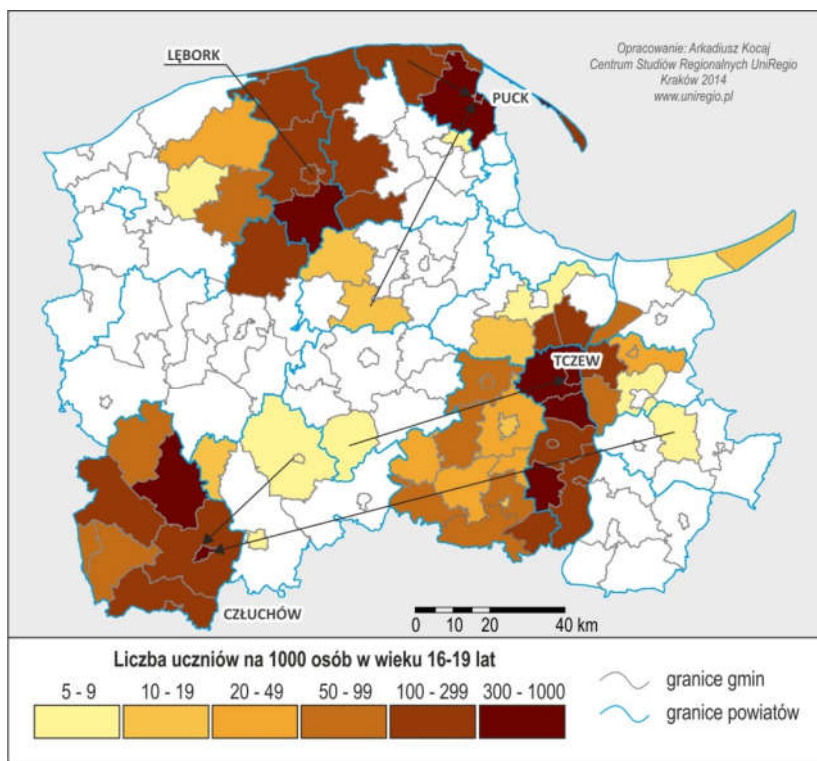 Opracowanie: Arkadiusz Kocaj
Centrum Studiów Regionalnych UniRegio
Kraków 2014
www.uniregio.pl
LĘBORK
PUCK
TCZEW
CZŁUCHÓW
0 10 20 40 km
Liczba uczniów na 1000 osób w wieku 16-19 lat
5 - 9 10 - 19 20 - 49 50 - 99 100 - 299 300 - 1000
granice gmin
granice powiatów